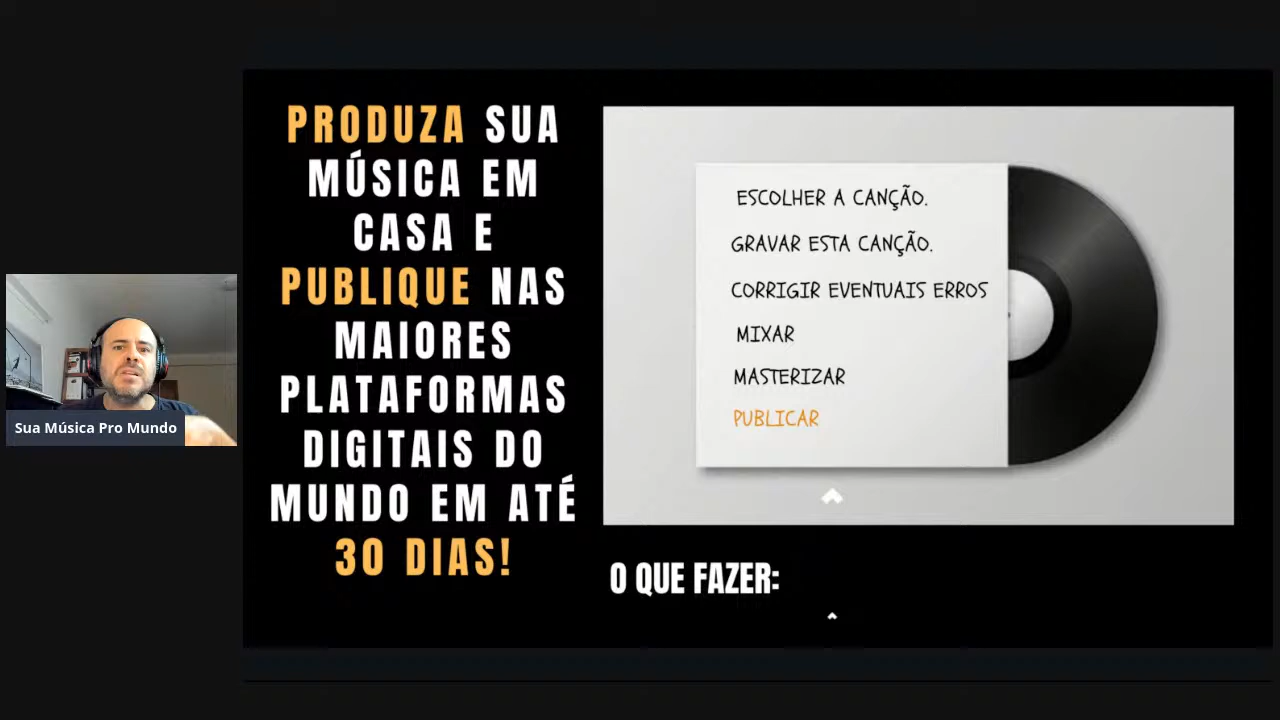 PRODUZA SUA
MÚSICA EM
CASA E
PUBLIQUE NAS
MAIORES
PLATAFORMAS
DIGITAIS DO
MUNDO EM ATÉ
30 DIAS!
ESCOLHER A CANÇÃO.
GRAVAR ESTA CANÇÃO.
CORRIGIR EVENTUAIS ERROS
MIXAR
MASTERIZAR
PUBLICAR
O QUE FAZER:
Sua Música Pro Mundo